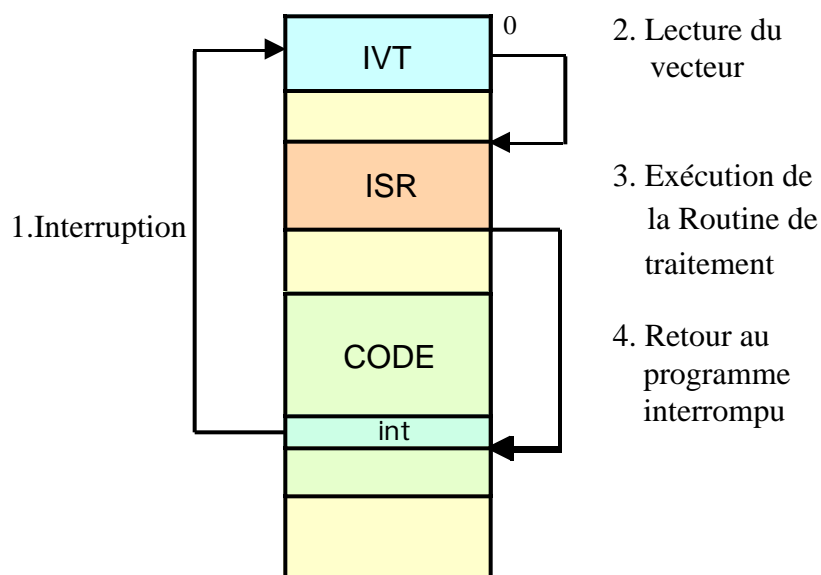 IVT
0
2. Lecture du
vecteur
ISR
3. Exécution de
la Routine de
traitement
1.Interruption
CODE
4. Retour au
programme
interrompu
int